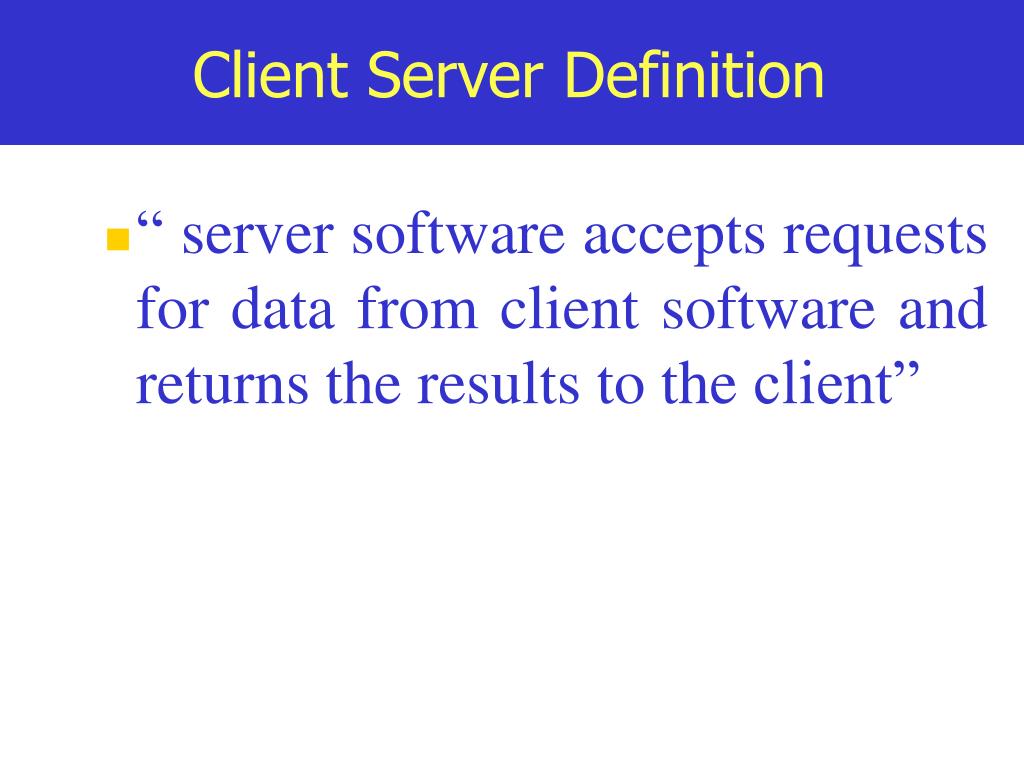 Client Server Definition
“ server software accepts requests
for data from client software and
returns the results to the client”